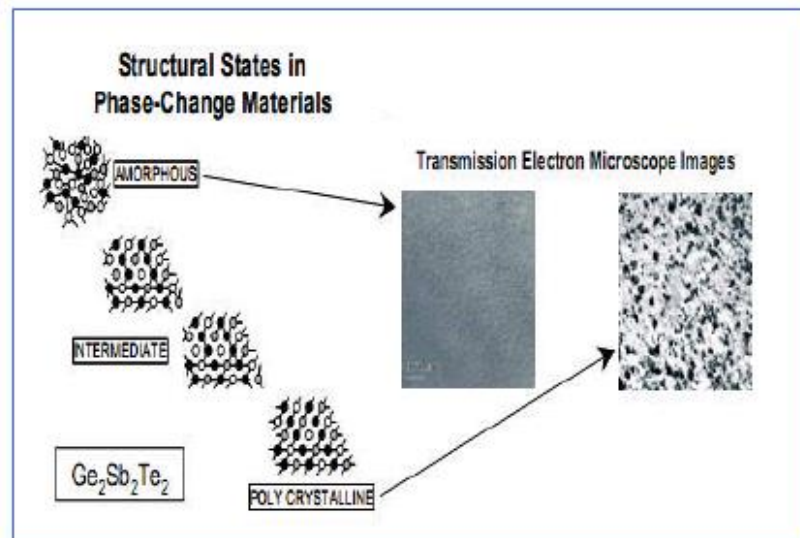 Structural States in
Phase-Change Materials
AMORPHOUS
Transmission Electron Microscope Images
INTERMEDIATE
Ge₂Sb₂Te₂
POLY CRYSTALLINE